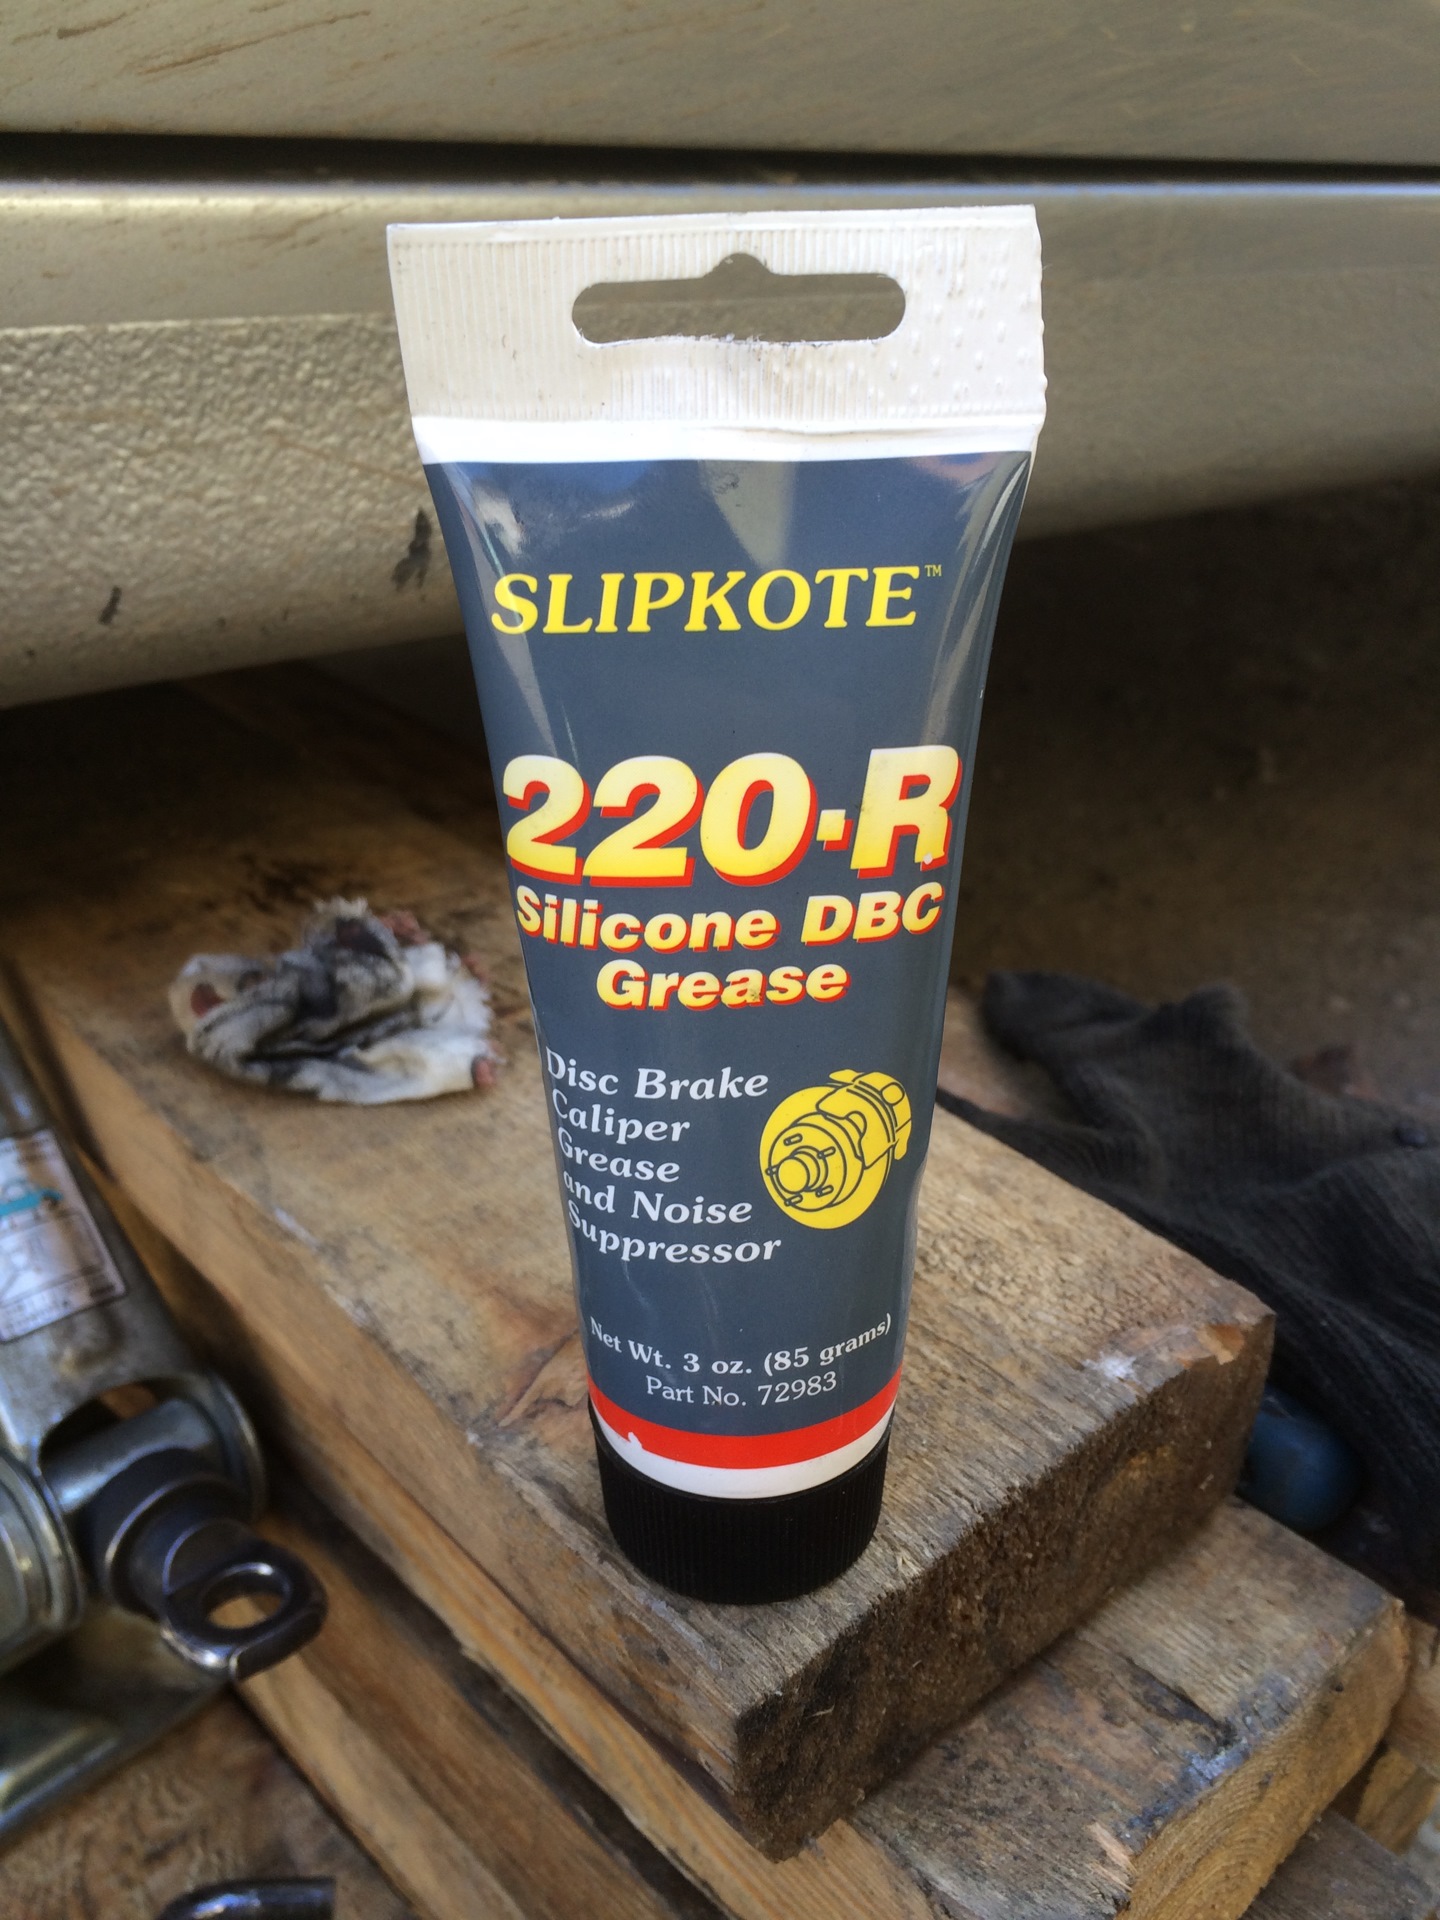 SLIPKOTE™
220-R
Silicone DBC
Grease
Disc Brake
Caliper
Grease
and Noise
Suppressor
Net Wt. 3 oz. (85 grams)
Part No. 72983